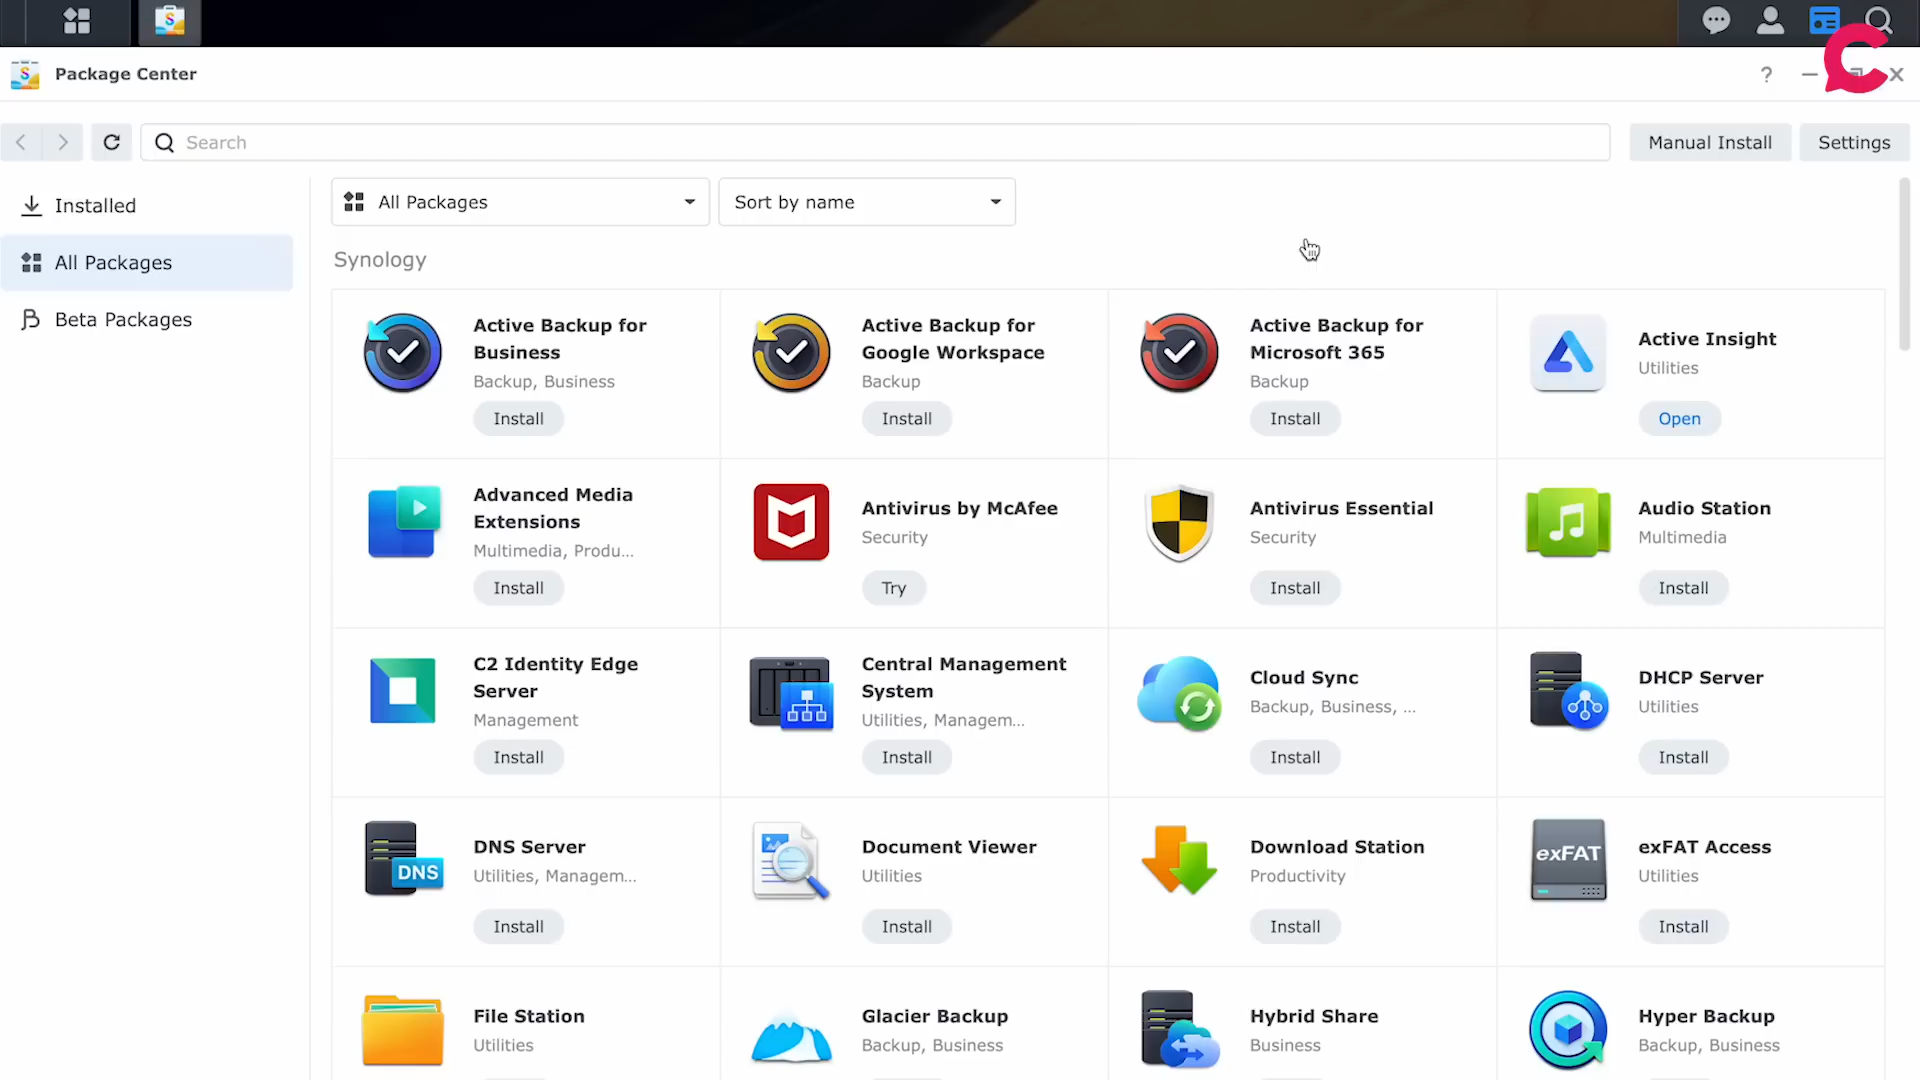 Package Center
?
Search
Manual Install
Settings
Installed
All Packages
Beta Packages
All Packages
Sort by name
Synology
Active Backup for
Business
Backup, Business
Install
Active Backup for
Google Workspace
Backup
Install
Active Backup for
Microsoft 365
Backup
Install
Active Insight
Utilities
Open
Advanced Media
Extensions
Multimedia, Produ...
Install
Antivirus by McAfee
Security
Try
Antivirus Essential
Security
Install
Audio Station
Multimedia
Install
C2 Identity Edge
Server
Management
Install
Central Management
System
Utilities, Managem...
Install
Cloud Sync
Backup, Business, ...
Install
DHCP Server
Utilities
Install
DNS
DNS Server
Utilities, Managem...
Install
Document Viewer
Utilities
Install
Download Station
Productivity
Install
exFAT
exFAT Access
Utilities
Install
File Station
Utilities
Glacier Backup
Backup, Business
Hybrid Share
Business
Hyper Backup
Backup, Business